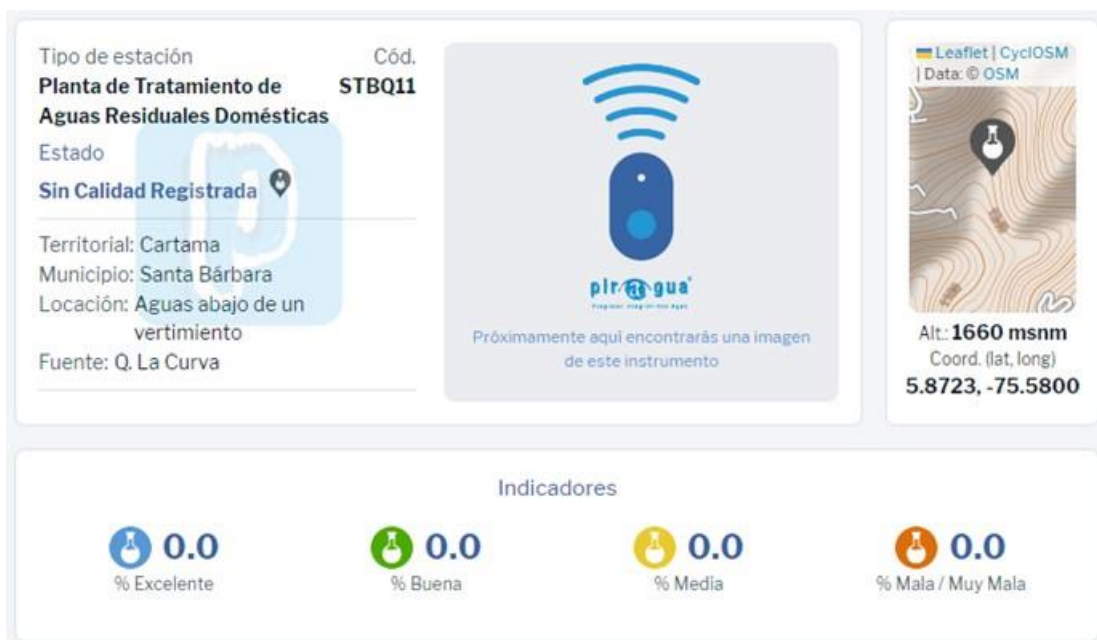 Tipo de estación
Cód.
Planta de Tratamiento de
STBQ11
Aguas Residuales Domésticas
Estado
Sin Calidad Registrada
Territorial: Cartama
Municipio: Santa Bárbara
Locación: Aguas abajo de un
vertimiento
Fuente: Q. La Curva
piragua
Próximamente aquí encontrarás una imagen
de este instrumento
Leaflet | CyclOSM
| Data: © OSM
Alt.: 1660 msnm
Coord. (lat, long)
5.8723, -75.5800
Indicadores
0.0
% Excelente
0.0
% Buena
0.0
% Media
0.0
% Mala / Muy Mala